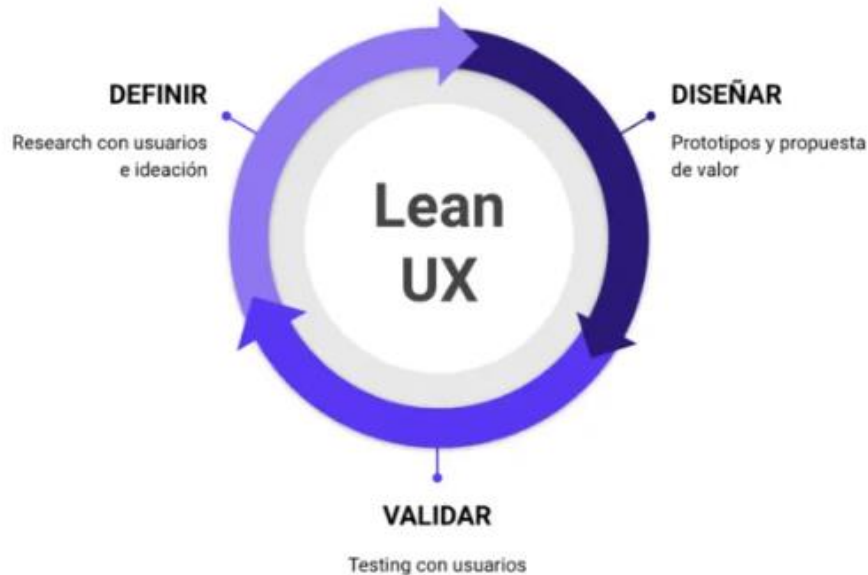 DEFINIR
Research con usuarios
e ideación
DISEÑAR
Prototipos y propuesta
de valor
Lean
UX
VALIDAR
Testing con usuarios